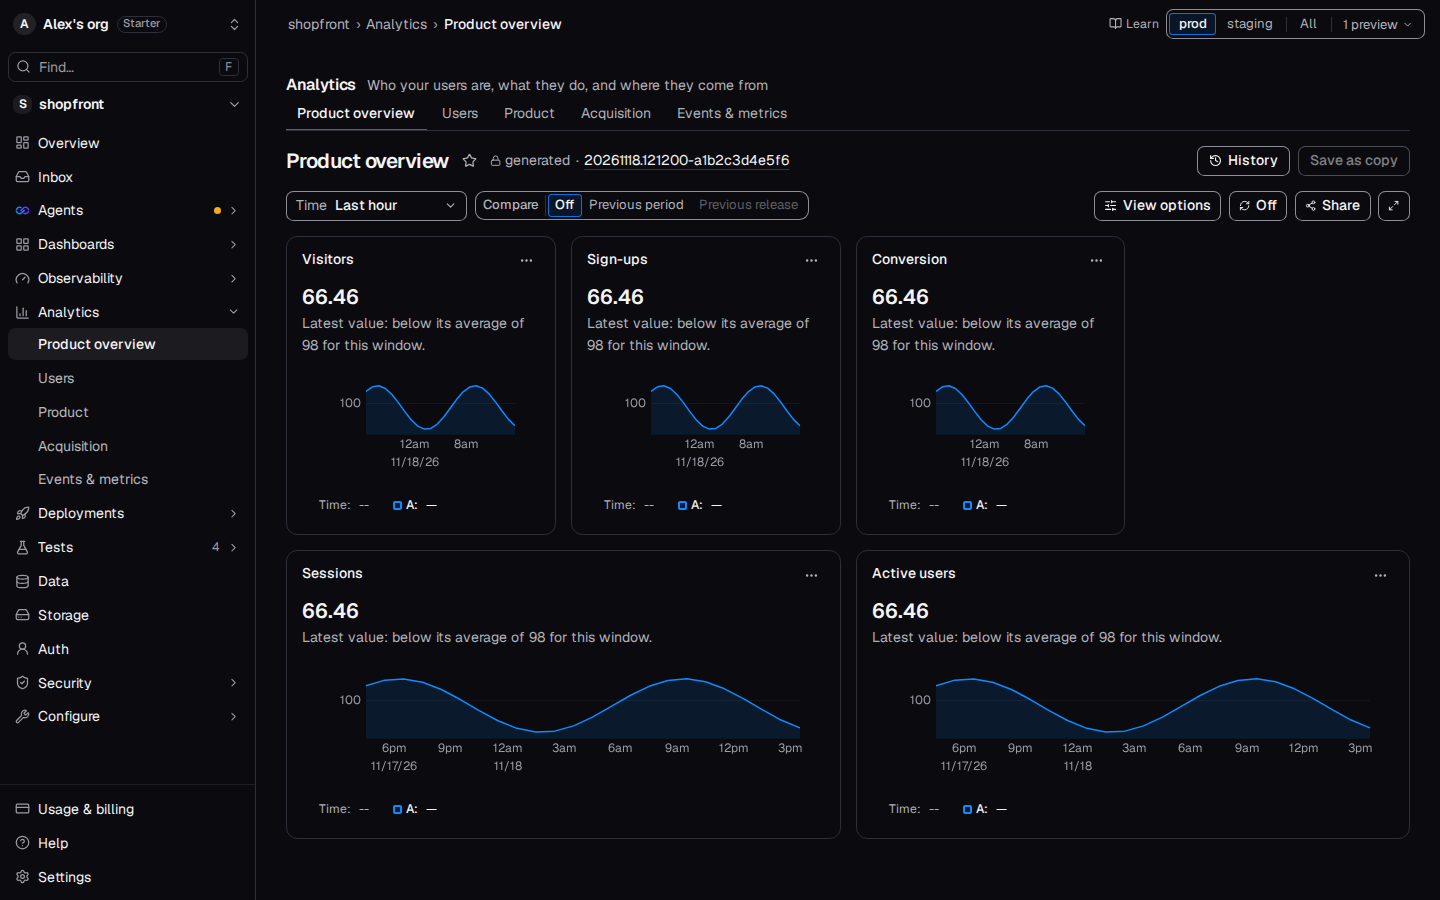 A Alex's org Starter
Find... F
S shopfront
Overview
Inbox
Agents
Dashboards
Observability
Analytics
Product overview
Users
Product
Acquisition
Events & metrics
Deployments
Tests 4
Data
Storage
Auth
Security
Configure
Usage & billing
Help
Settings
shopfront › Analytics › Product overview
Learn prod staging All 1 preview
Analytics Who your users are, what they do, and where they come from
Product overview Users Product Acquisition Events & metrics
Product overview generated · 20261118.121200-a1b2c3d4e5f6
History Save as copy
Time Last hour Compare Off Previous period Previous release
View options Off Share
Visitors
66.46
Latest value: below its average of
98 for this window.
100
12am 8am
11/18/26
Time: -- A: —
Sign-ups
66.46
Latest value: below its average of
98 for this window.
100
12am 8am
11/18/26
Time: -- A: —
Conversion
66.46
Latest value: below its average of
98 for this window.
100
12am 8am
11/18/26
Time: -- A: —
Sessions
66.46
Latest value: below its average of 98 for this window.
100
6pm 9pm 12am 3am 6am 9am 12pm 3pm
11/17/26 11/18
Time: -- A: —
Active users
66.46
Latest value: below its average of 98 for this window.
100
6pm 9pm 12am 3am 6am 9am 12pm 3pm
11/17/26 11/18
Time: -- A: —